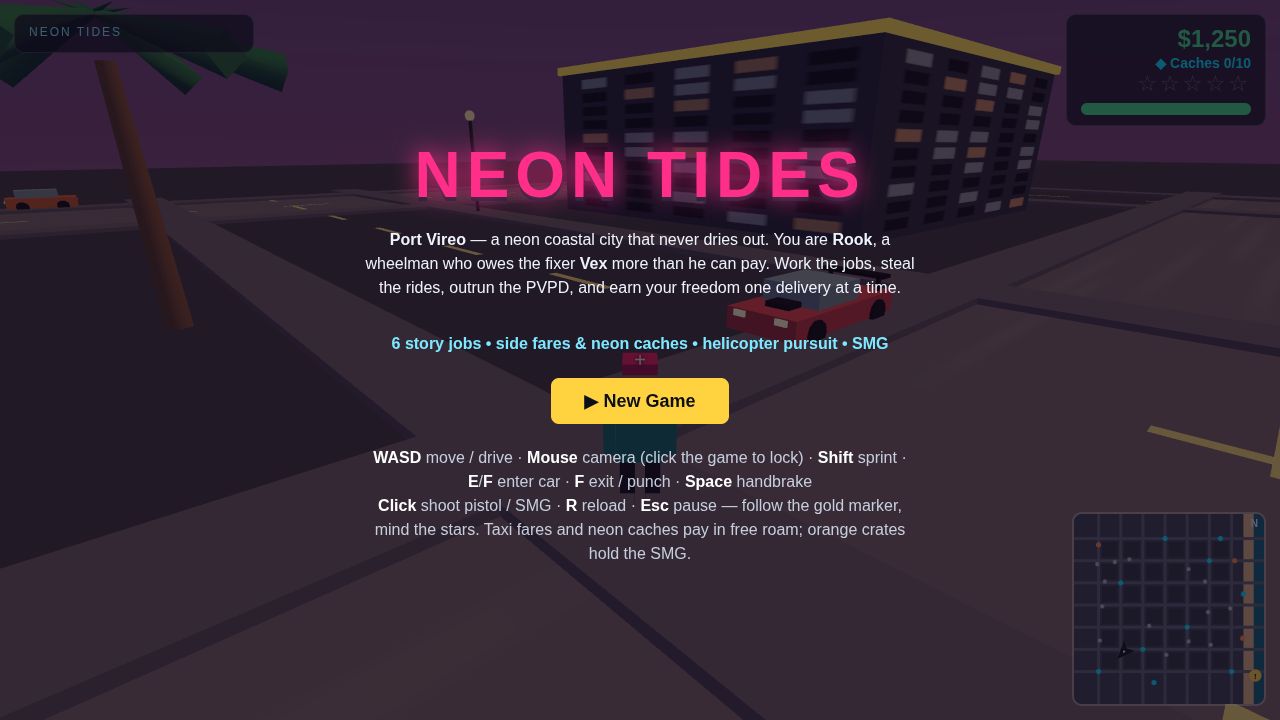 NEON TIDES
$1,250
◆ Caches 0/10
☆☆☆☆☆
NEON TIDES
Port Vireo — a neon coastal city that never dries out. You are Rook, a
wheelman who owes the fixer Vex more than he can pay. Work the jobs, steal
the rides, outrun the PVPD, and earn your freedom one delivery at a time.
6 story jobs • side fares & neon caches • helicopter pursuit • SMG
▶ New Game
WASD move / drive · Mouse camera (click the game to lock) · Shift sprint ·
E/F enter car · F exit / punch · Space handbrake
Click shoot pistol / SMG · R reload · Esc pause — follow the gold marker,
mind the stars. Taxi fares and neon caches pay in free roam; orange crates
hold the SMG.
N
!